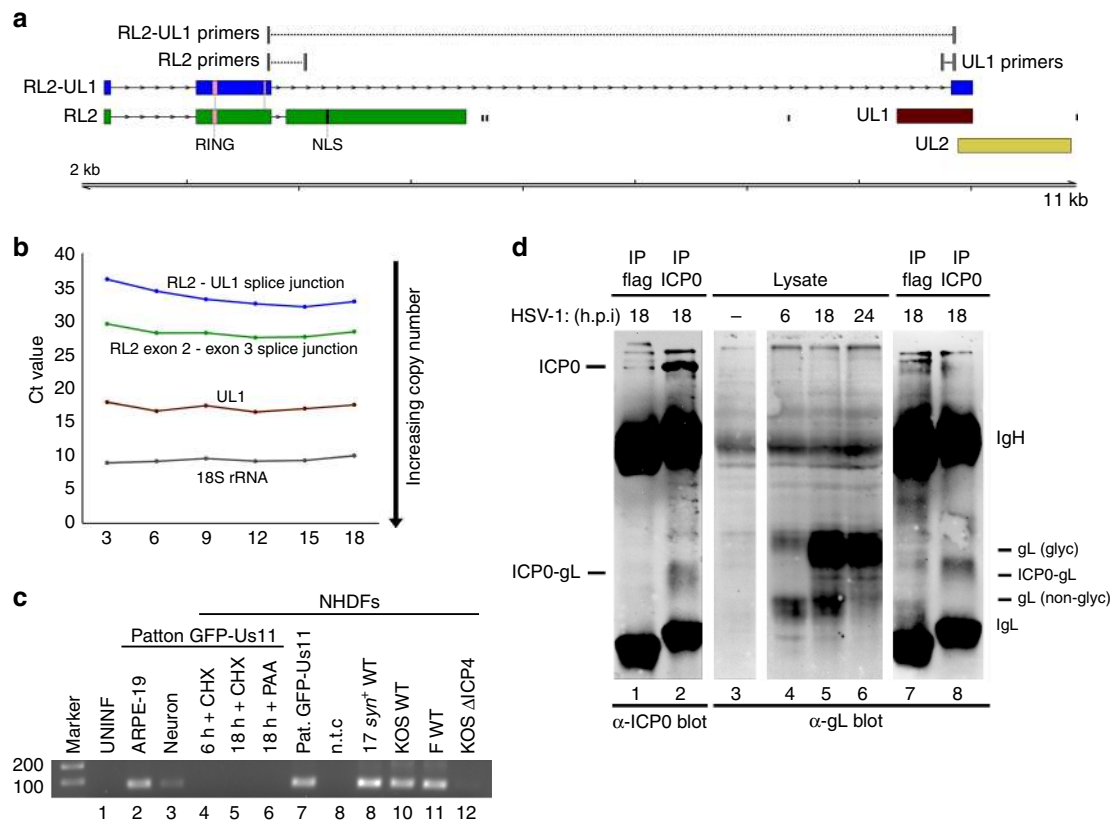 a
RL2-UL1 primers
RL2 primers
UL1 primers
RL2-UL1
RL2
UL1
RING
NLS
UL2
2 kb
11 kb
b
40
35
30
25
20
15
10
5
0
Ct value
RL2 - UL1 splice junction
RL2 exon 2 - exon 3 splice junction
UL1
18S rRNA
3 6 9 12 15 18
Increasing copy number
c
NHDFs
Patton GFP-Us11
Marker
UNINF
ARPE-19
Neuron
6 h + CHX
18 h + CHX
18 h + PAA
Pat. GFP-Us11
n.t.c
17 syn+ WT
KOS WT
F WT
KOS ΔICP4
200
100
1 2 3 4 5 6 7 8 8 10 11 12
d
IP flag
IP ICP0
Lysate
IP flag
IP ICP0
HSV-1: (h.p.i) 18 18 – 6 18 24 18 18
ICP0
IgH
gL (glyc)
ICP0-gL
ICP0-gL
gL (non-glyc)
IgL
1 2 3 4 5 6 7 8
α-ICP0 blot
α-gL blot